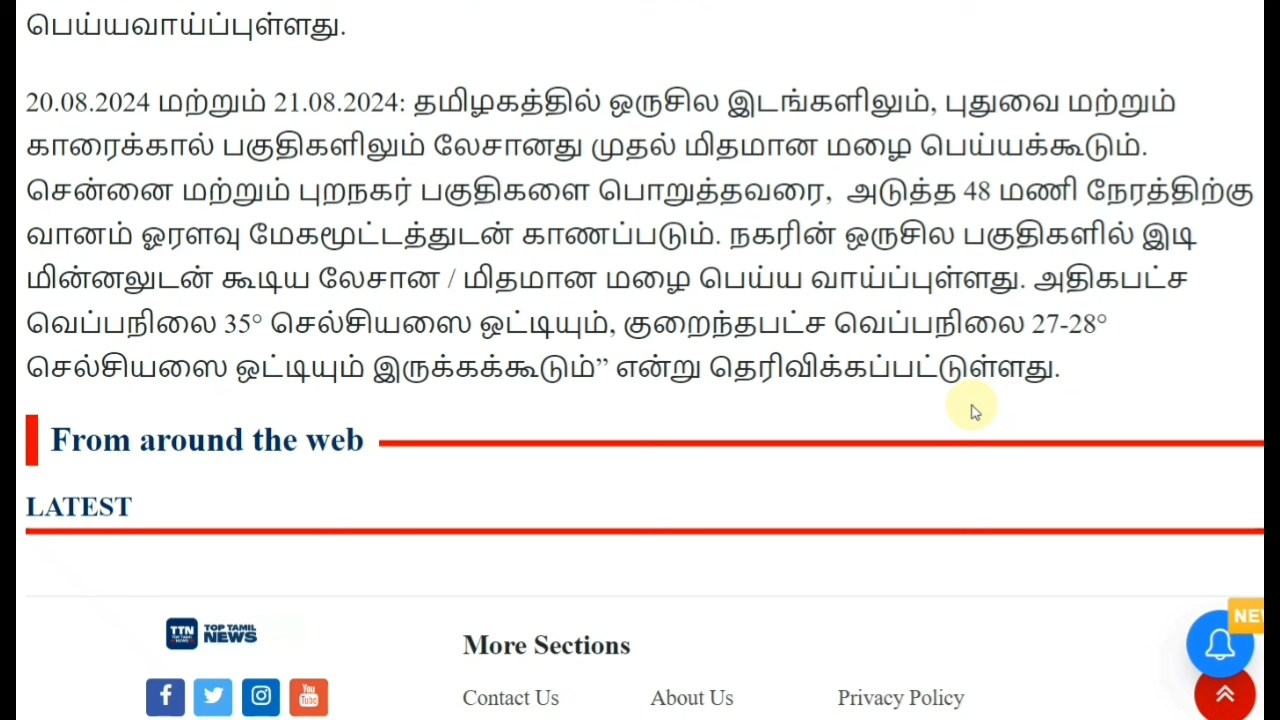 பெய்யவாய்ப்புள்ளது.
20.08.2024 மற்றும் 21.08.2024: தமிழகத்தில் ஒருசில இடங்களிலும், புதுவை மற்றும்
காரைக்கால் பகுதிகளிலும் லேசானது முதல் மிதமான மழை பெய்யக்கூடும்.
சென்னை மற்றும் புறநகர் பகுதிகளை பொறுத்தவரை, அடுத்த 48 மணி நேரத்திற்கு
வானம் ஓரளவு மேகமூட்டத்துடன் காணப்படும். நகரின் ஒருசில பகுதிகளில் இடி
மின்னலுடன் கூடிய லேசான / மிதமான மழை பெய்ய வாய்ப்புள்ளது. அதிகபட்ச
வெப்பநிலை 35° செல்சியஸை ஒட்டியும், குறைந்தபட்ச வெப்பநிலை 27-28°
செல்சியஸை ஒட்டியும் இருக்கக்கூடும்” என்று தெரிவிக்கப்பட்டுள்ளது.
From around the web
LATEST
NEW
TTN TOP TAMIL NEWS
More Sections
You Tube
Contact Us About Us Privacy Policy